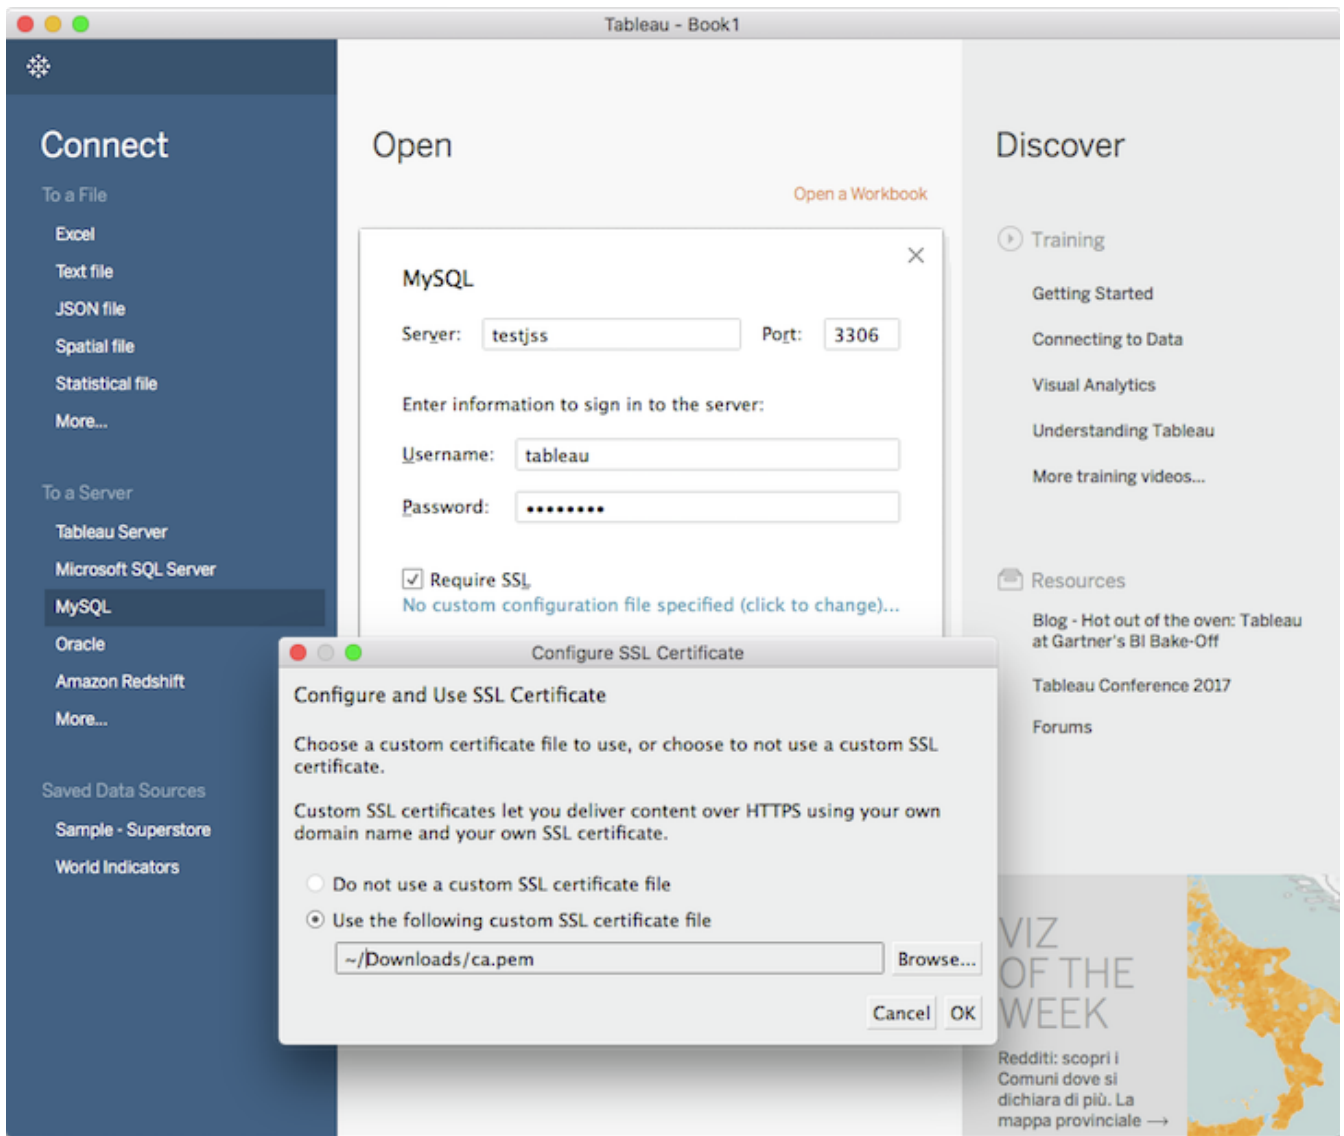 Tableau - Book1
Connect
To a File
Excel
Text file
JSON file
Spatial file
Statistical file
More...
To a Server
Tableau Server
Microsoft SQL Server
MySQL
Oracle
Amazon Redshift
More...
Saved Data Sources
Sample - Superstore
World Indicators
Open
Open a Workbook
MySQL
Server: testjss Port: 3306
Enter information to sign in to the server:
Username: tableau
Password: ••••••••
Require SSL
No custom configuration file specified (click to change)...
Configure SSL Certificate
Configure and Use SSL Certificate
Choose a custom certificate file to use, or choose to not use a custom SSL
certificate.
Custom SSL certificates let you deliver content over HTTPS using your own
domain name and your own SSL certificate.
Do not use a custom SSL certificate file
Use the following custom SSL certificate file
~/Downloads/ca.pem Browse...
Cancel OK
Discover
Training
Getting Started
Connecting to Data
Visual Analytics
Understanding Tableau
More training videos...
Resources
Blog - Hot out of the oven: Tableau
at Gartner's BI Bake-Off
Tableau Conference 2017
Forums
VIZ
OF THE
WEEK
Redditi: scopri i
Comuni dove si
dichiara di più. La
mappa provinciale →